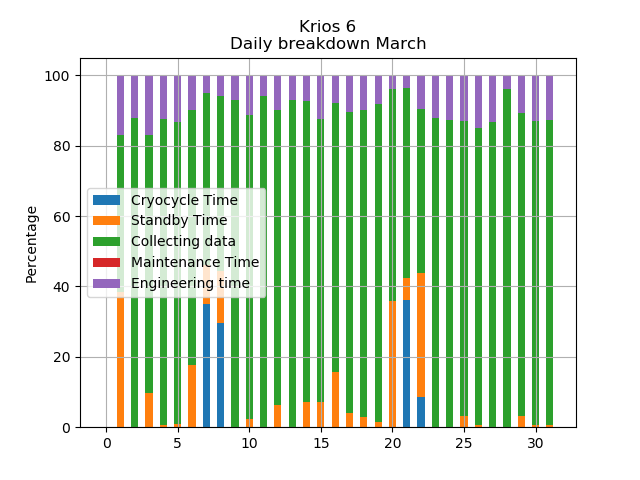 Krios 6
Daily breakdown March
100
80
60
40
20
0
Percentage
Cryocycle Time
Standby Time
Collecting data
Maintenance Time
Engineering time
0 5 10 15 20 25 30